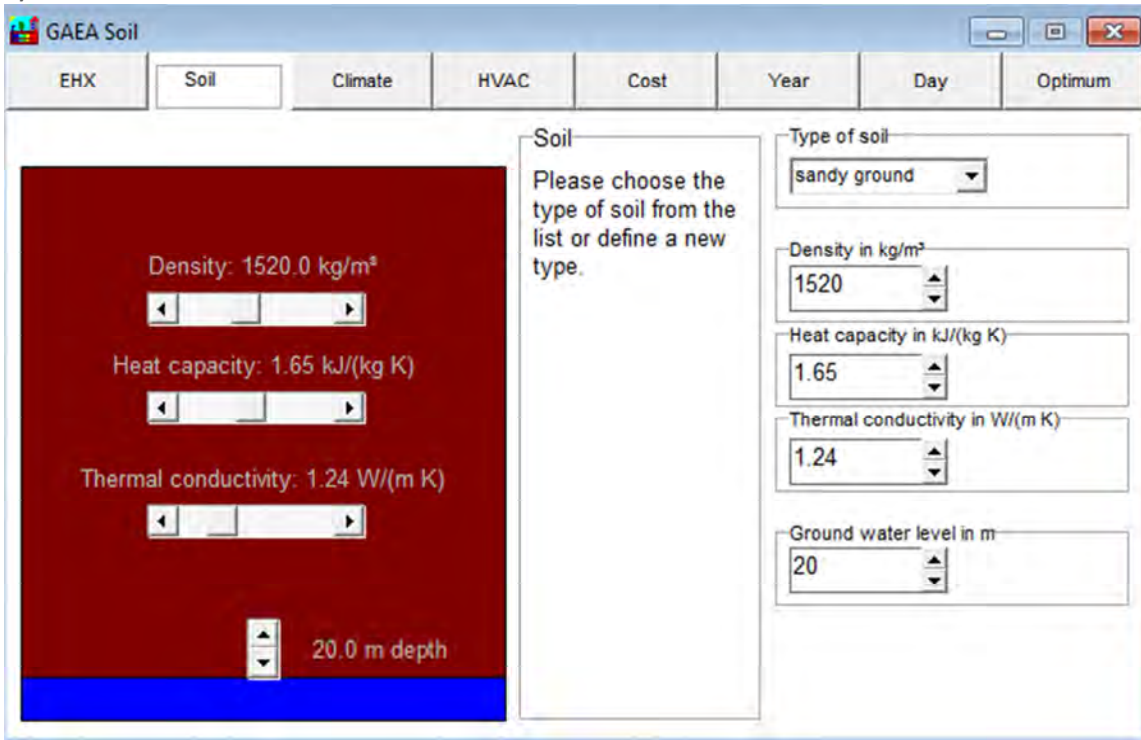 GAEA Soil
EHX Soil Climate HVAC Cost Year Day Optimum
Density: 1520.0 kg/m³
Heat capacity: 1.65 kJ/(kg K)
Thermal conductivity: 1.24 W/(m K)
20.0 m depth
Soil
Please choose the
type of soil from the
list or define a new
type.
Type of soil
sandy ground
Density in kg/m³
1520
Heat capacity in kJ/(kg K)
1.65
Thermal conductivity in W/(m K)
1.24
Ground water level in m
20